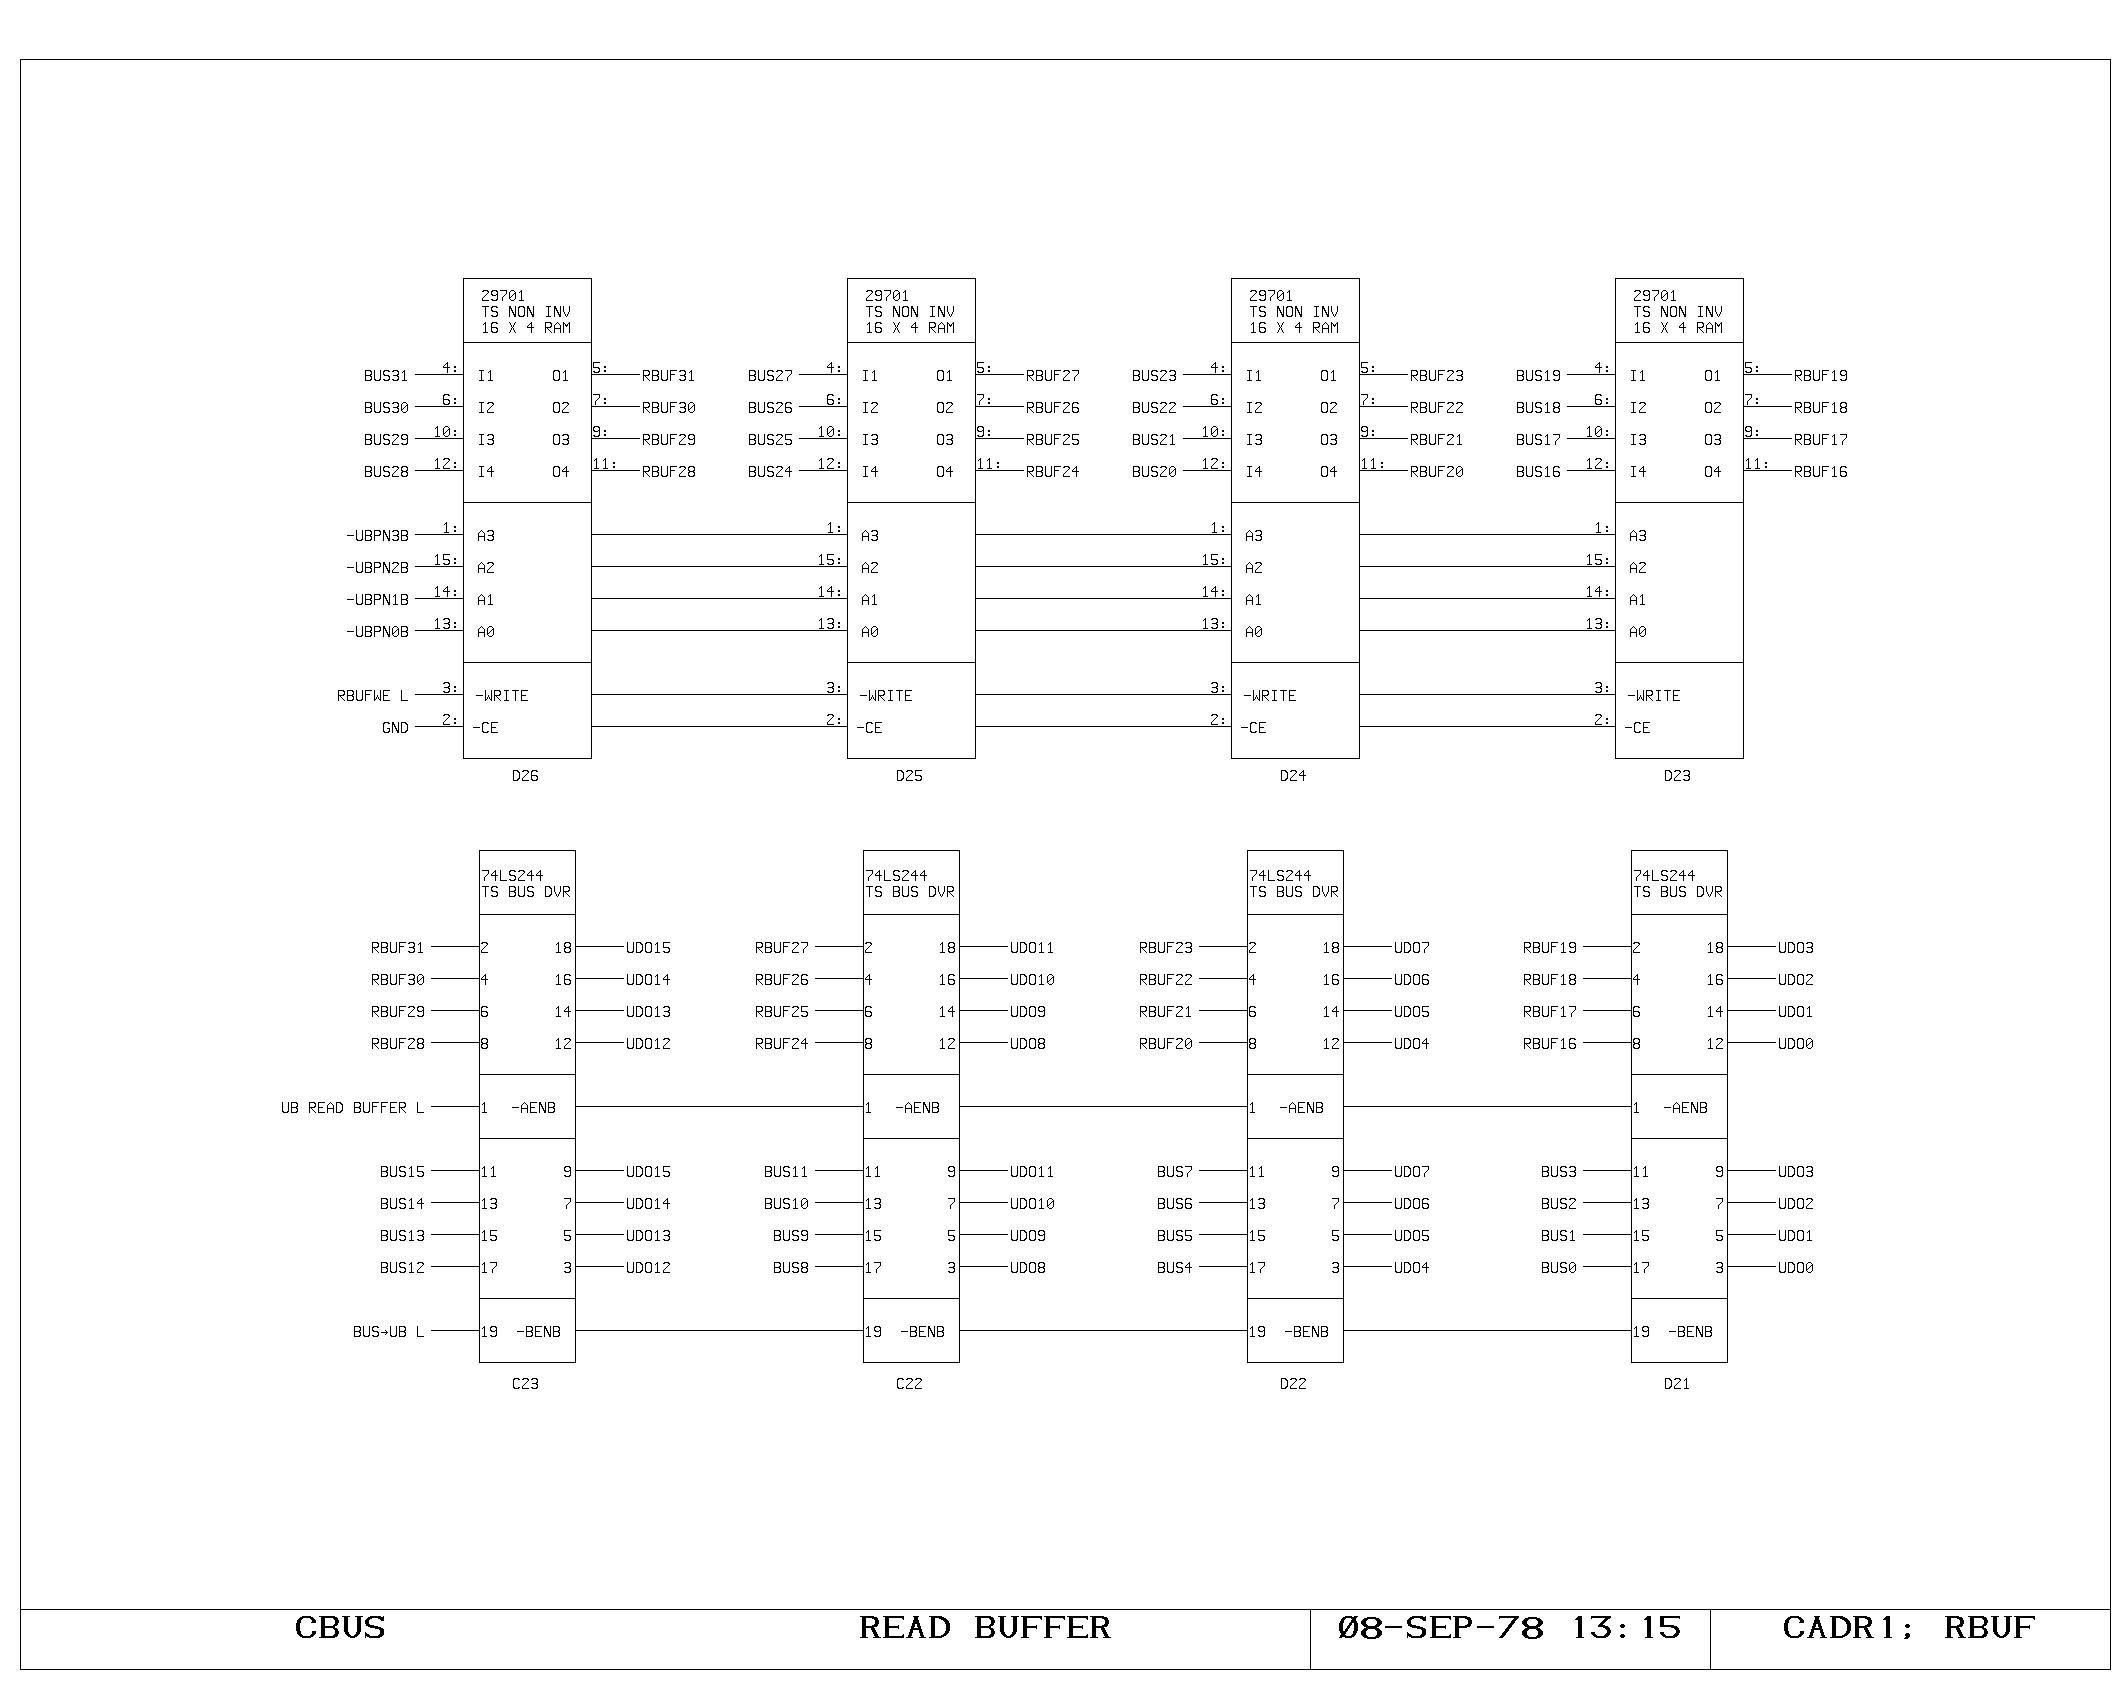 29701 29701 29701 29701
TS NON INV TS NON INV TS NON INV TS NON INV
16 X 4 RAM 16 X 4 RAM 16 X 4 RAM 16 X 4 RAM
BUS31 4: I1 O1 5: RBUF31 BUS27 4: I1 O1 5: RBUF27 BUS23 4: I1 O1 5: RBUF23 BUS19 4: I1 O1 5: RBUF19
BUS30 6: I2 O2 7: RBUF30 BUS26 6: I2 O2 7: RBUF26 BUS22 6: I2 O2 7: RBUF22 BUS18 6: I2 O2 7: RBUF18
BUS29 10: I3 O3 9: RBUF29 BUS25 10: I3 O3 9: RBUF25 BUS21 10: I3 O3 9: RBUF21 BUS17 10: I3 O3 9: RBUF17
BUS28 12: I4 O4 11: RBUF28 BUS24 12: I4 O4 11: RBUF24 BUS20 12: I4 O4 11: RBUF20 BUS16 12: I4 O4 11: RBUF16
-UBPN3B 1: A3 1: A3 1: A3 1: A3
-UBPN2B 15: A2 15: A2 15: A2 15: A2
-UBPN1B 14: A1 14: A1 14: A1 14: A1
-UBPN0B 13: A0 13: A0 13: A0 13: A0
RBUFWE L 3: -WRITE 3: -WRITE 3: -WRITE 3: -WRITE
GND 2: -CE 2: -CE 2: -CE 2: -CE
D26 D25 D24 D23
74LS244 74LS244 74LS244 74LS244
TS BUS DVR TS BUS DVR TS BUS DVR TS BUS DVR
RBUF31 2 18 UDO15 RBUF27 2 18 UDO11 RBUF23 2 18 UDO7 RBUF19 2 18 UDO3
RBUF30 4 16 UDO14 RBUF26 4 16 UDO10 RBUF22 4 16 UDO6 RBUF18 4 16 UDO2
RBUF29 6 14 UDO13 RBUF25 6 14 UDO9 RBUF21 6 14 UDO5 RBUF17 6 14 UDO1
RBUF28 8 12 UDO12 RBUF24 8 12 UDO8 RBUF20 8 12 UDO4 RBUF16 8 12 UDO0
UB READ BUFFER L 1 -AENB 1 -AENB 1 -AENB 1 -AENB
BUS15 11 9 UDO15 BUS11 11 9 UDO11 BUS7 11 9 UDO7 BUS3 11 9 UDO3
BUS14 13 7 UDO14 BUS10 13 7 UDO10 BUS6 13 7 UDO6 BUS2 13 7 UDO2
BUS13 15 5 UDO13 BUS9 15 5 UDO9 BUS5 15 5 UDO5 BUS1 15 5 UDO1
BUS12 17 3 UDO12 BUS8 17 3 UDO8 BUS4 17 3 UDO4 BUS0 17 3 UDO0
BUS→UB L 19 -BENB 19 -BENB 19 -BENB 19 -BENB
C23 C22 D22 D21
CBUS READ BUFFER Ø8-SEP-78 13:15 CADR1; RBUF